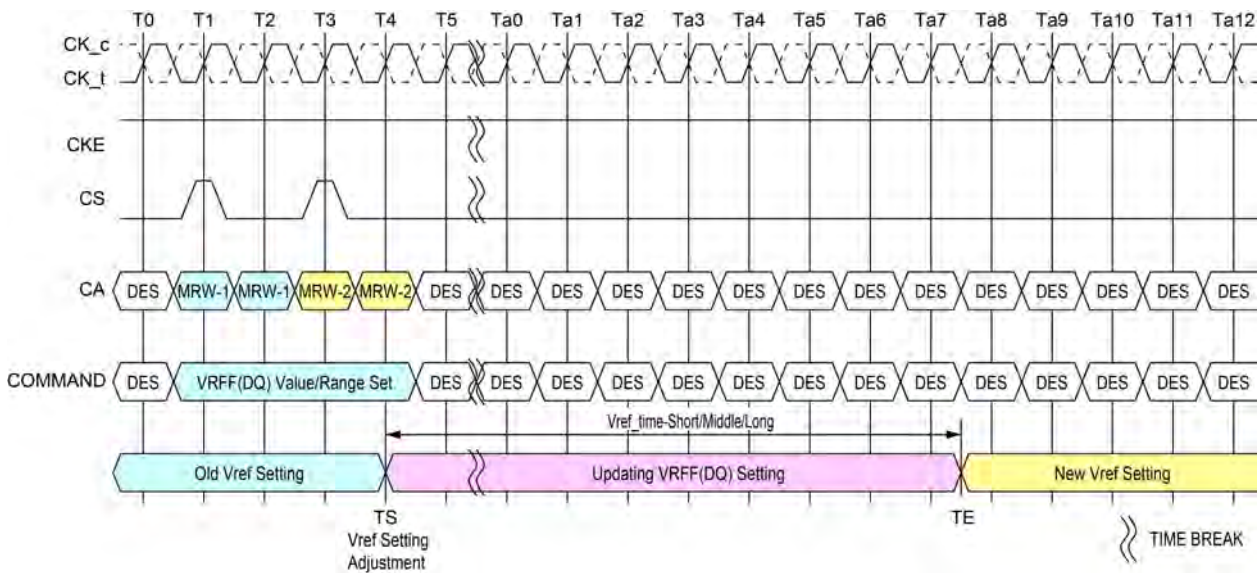 T0 T1 T2 T3 T4 T5 Ta0 Ta1 Ta2 Ta3 Ta4 Ta5 Ta6 Ta7 Ta8 Ta9 Ta10 Ta11 Ta12
CK_c
CK_t
CKE
CS
CA DES MRW-1 MRW-1 MRW-2 MRW-2 DES DES DES DES DES DES DES DES DES DES DES DES DES DES
COMMAND DES VRFF(DQ) Value/Range Set DES DES DES DES DES DES DES DES DES DES DES DES DES DES
Vref_time-Short/Middle/Long
Old Vref Setting Updating VRFF(DQ) Setting New Vref Setting
TS TE
Vref Setting
Adjustment
TIME BREAK